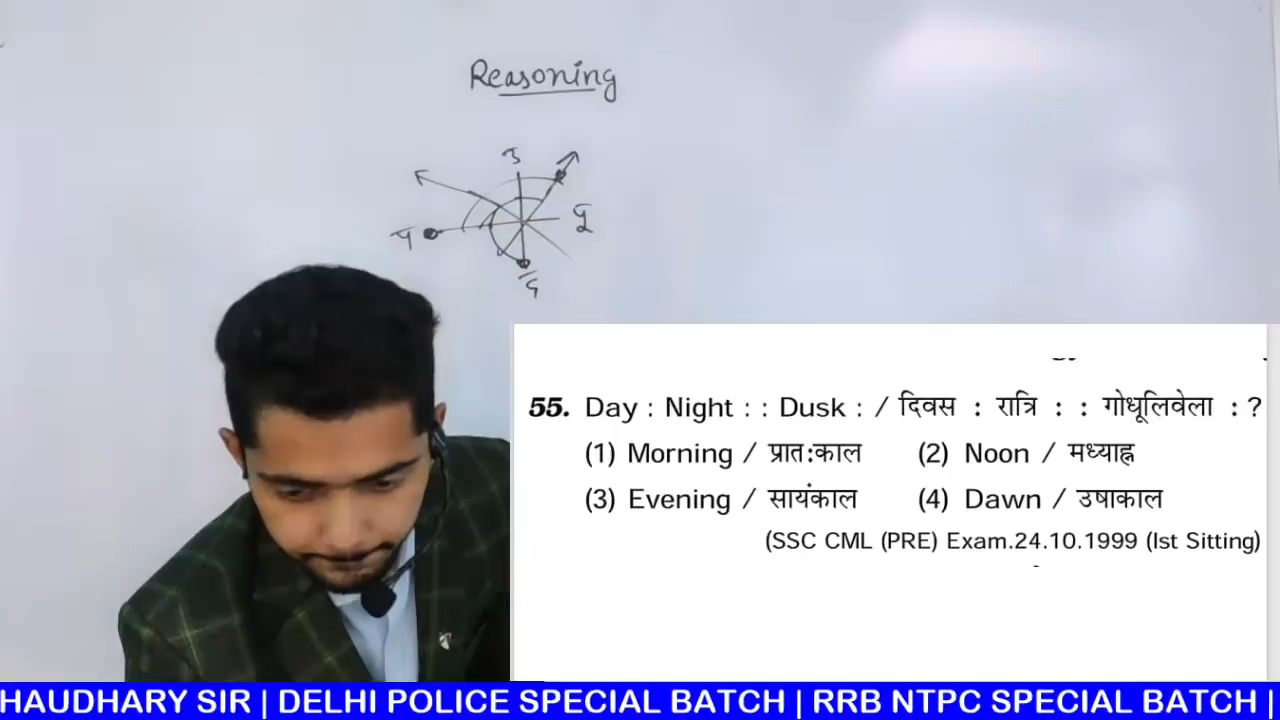 Reasoning
उ
पू
प
द
55. Day : Night : : Dusk : / दिवस : रात्रि : : गोधूलिवेला : ?
(1) Morning / प्रातःकाल (2) Noon / मध्याह्न
(3) Evening / सायंकाल (4) Dawn / उषाकाल
(SSC CML (PRE) Exam.24.10.1999 (Ist Sitting)
HAUDHARY SIR | DELHI POLICE SPECIAL BATCH | RRB NTPC SPECIAL BATCH |